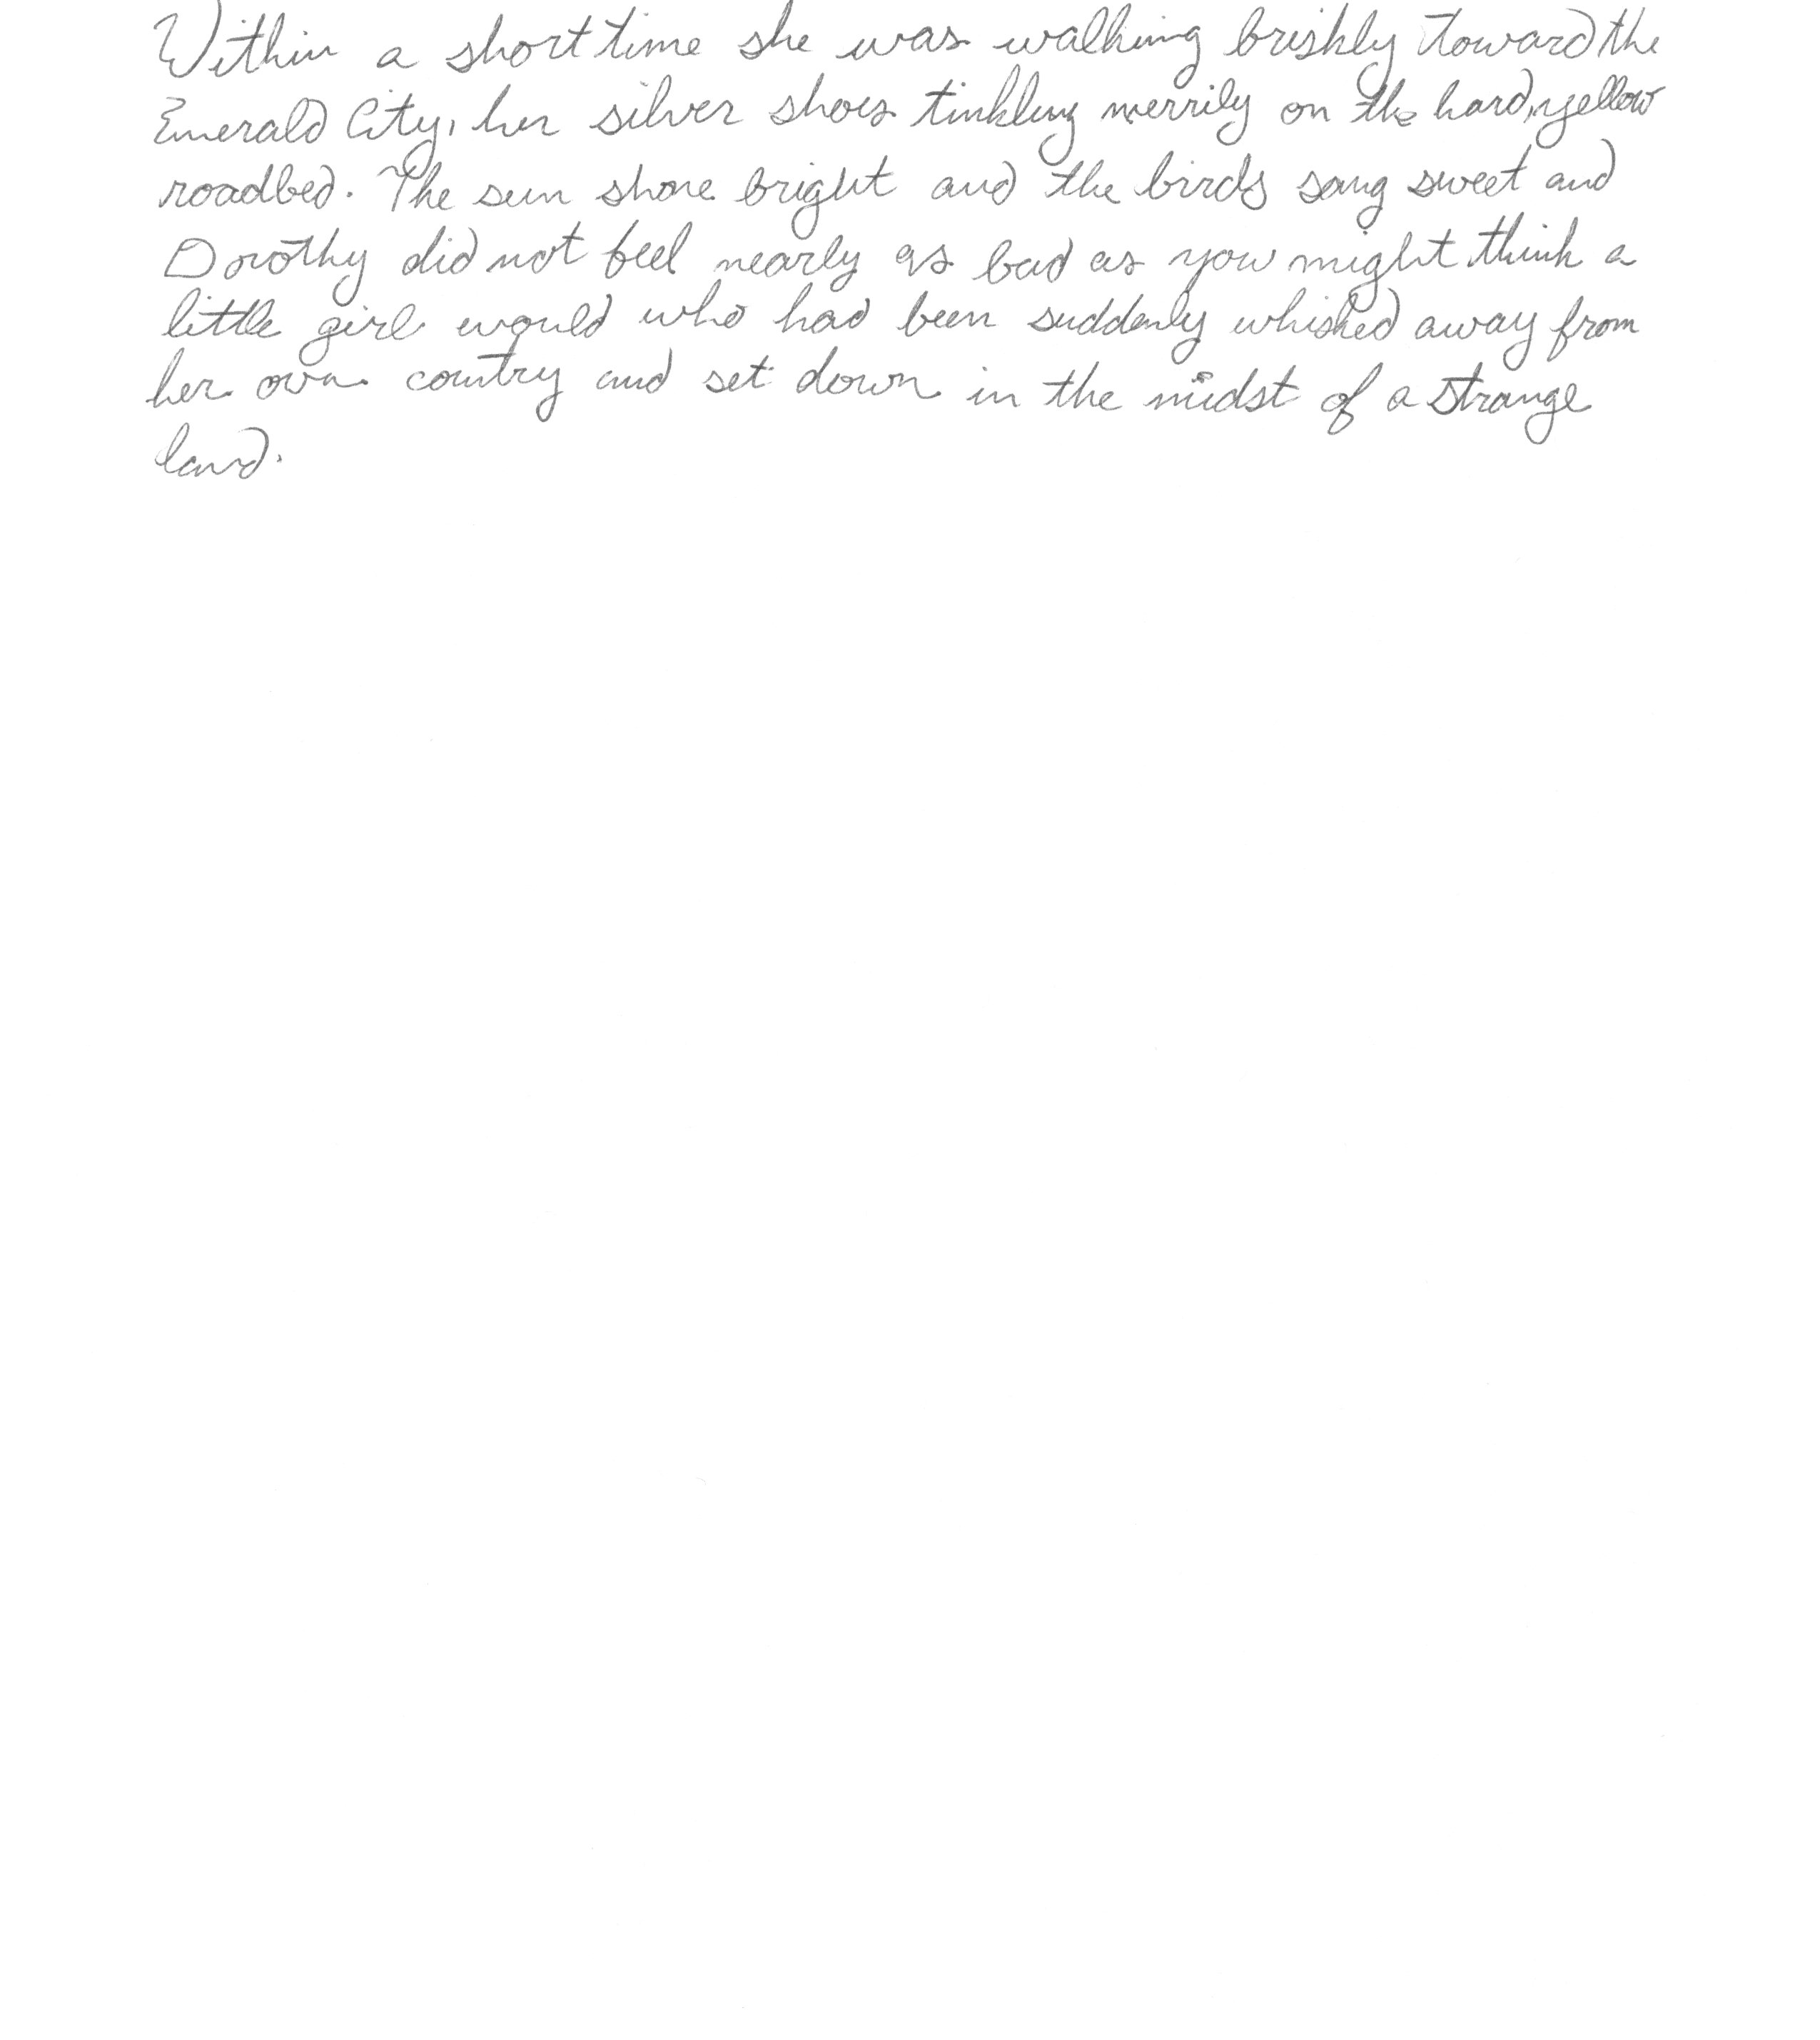 Within a short time she was walking briskly toward the
Emerald City, her silver shoes tinkling merrily on the hard, yellow
roadbed. The sun shone bright and the birds sang sweet and
Dorothy did not feel nearly as bad as you might think a
little girl would who had been suddenly whisked away from
her own country and set down in the midst of a strange
land.